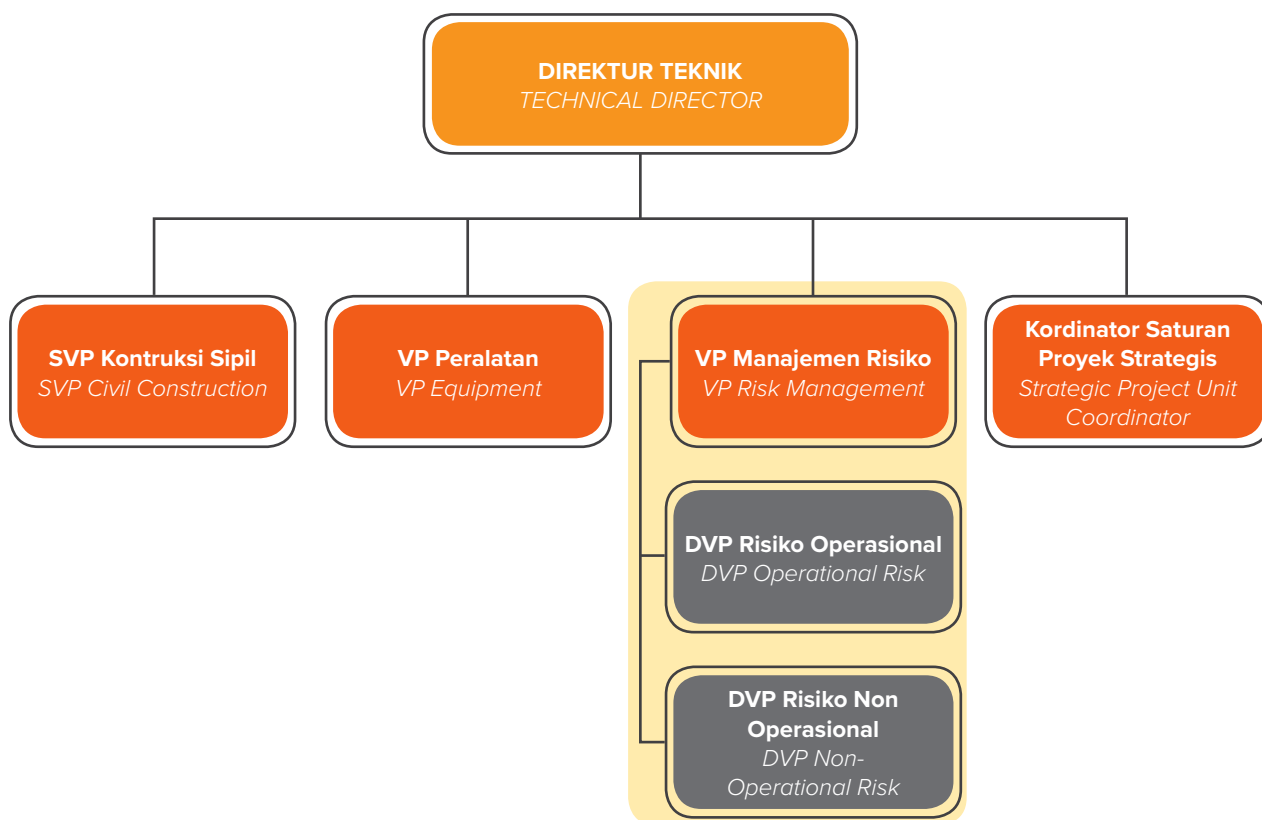 DIREKTUR TEKNIK
TECHNICAL DIRECTOR
SVP Kontruksi Sipil
SVP Civil Construction
VP Peralatan
VP Equipment
VP Manajemen Risiko
VP Risk Management
Kordinator Saturan
Proyek Strategis
Strategic Project Unit
Coordinator
DVP Risiko Operasional
DVP Operational Risk
DVP Risiko Non
Operasional
DVP Non-
Operational Risk